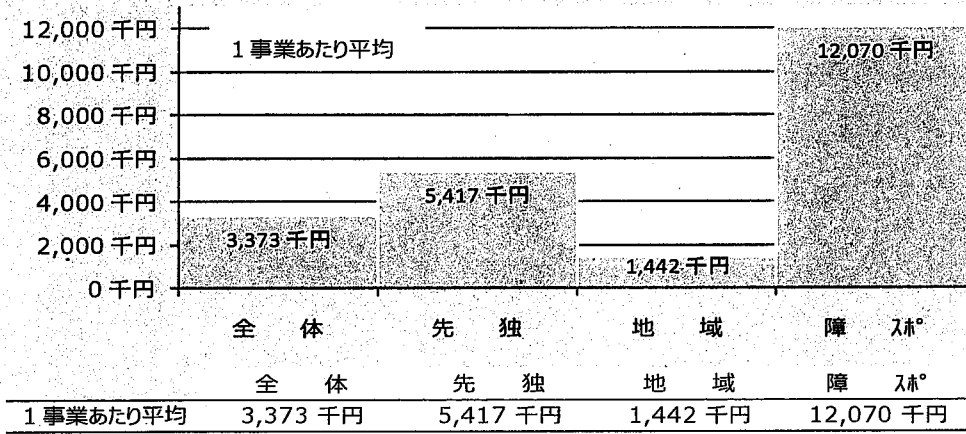 12,000 千円
1 事業あたり平均
12,070 千円
10,000 千円
8,000 千円
6,000 千円
5,417 千円
4,000 千円
3,373 千円
2,000 千円
1,442 千円
0 千円
全 体 先 独 地 域 障 ｽﾎﾟ
全 体 先 独 地 域 障 ｽﾎﾟ
1 事業あたり平均 3,373 千円 5,417 千円 1,442 千円 12,070 千円